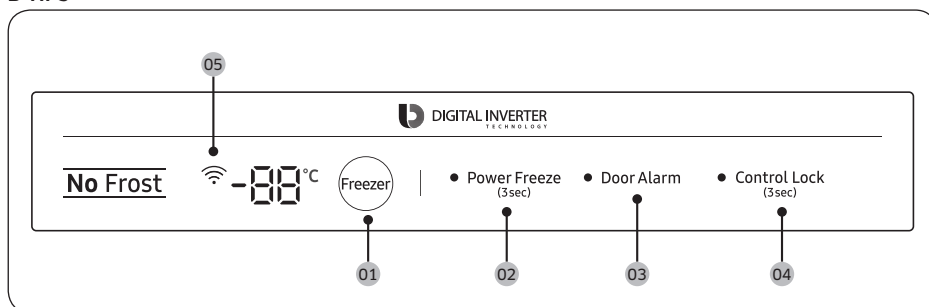 05
DIGITAL INVERTER
TECHNOLOGY
No Frost -88°C Freezer Power Freeze (3sec) Door Alarm Control Lock (3sec)
01 02 03 04